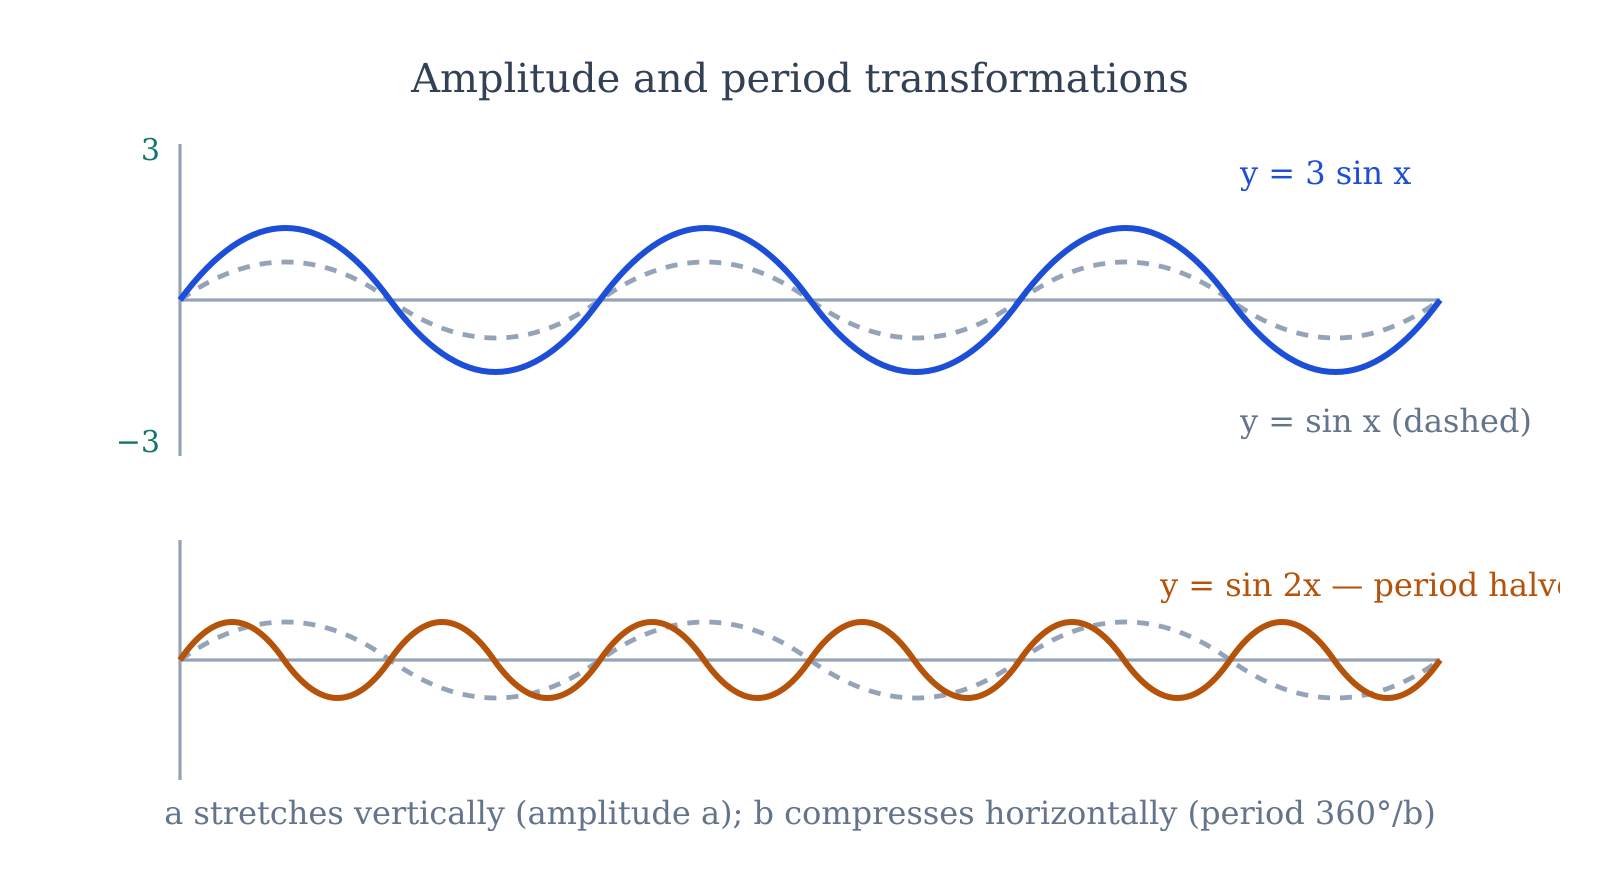 Amplitude and period transformations
3
y = 3 sin x
y = sin x (dashed)
−3
y = sin 2x — period
a stretches vertically (amplitude a); b compresses horizontally (period 360°/b)